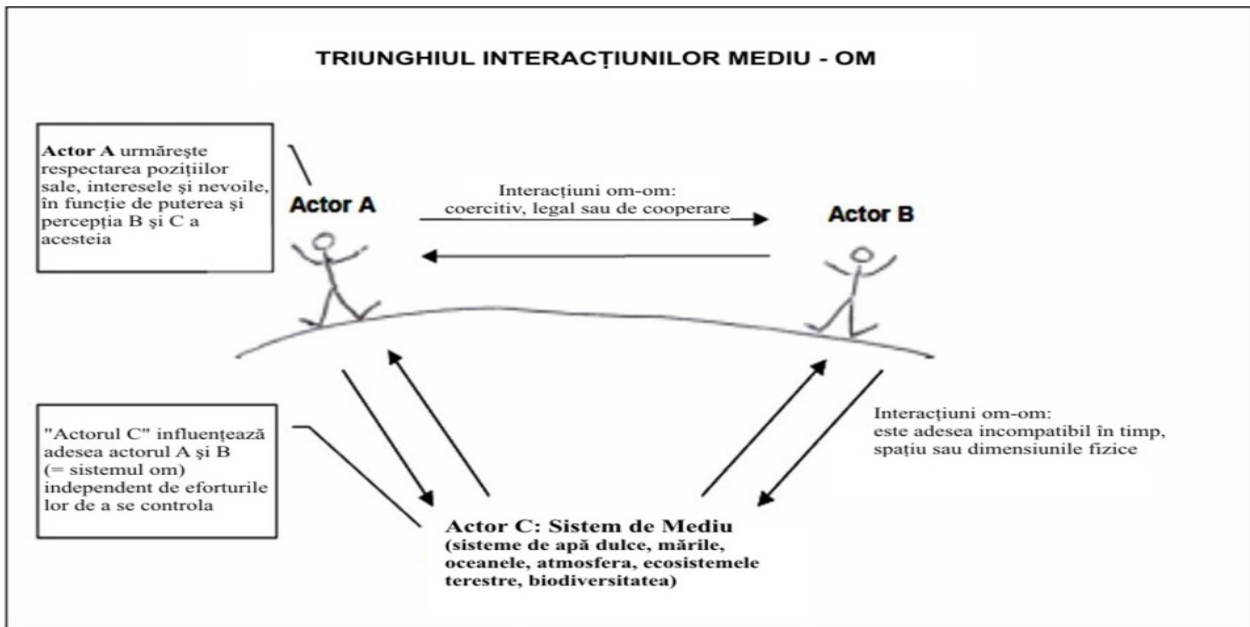 TRIUNGHIUL INTERACȚIUNILOR MEDIU - OM
Actor A urmărește
respectarea pozițiilor
sale, interesele și nevoile,
în funcție de puterea și
percepția B și C a
acesteia
Actor A
Interacțiuni om-om:
coercitiv, legal sau de cooperare
Actor B
"Actorul C" influențează
adesea actorul A și B
(= sistemul om)
independent de eforturile
lor de a se controla
Interacțiuni om-om:
este adesea incompatibil în timp,
spațiu sau dimensiunile fizice
Actor C: Sistem de Mediu
(sisteme de apă dulce, mările,
oceanele, atmosfera, ecosistemele
terestre, biodiversitatea)